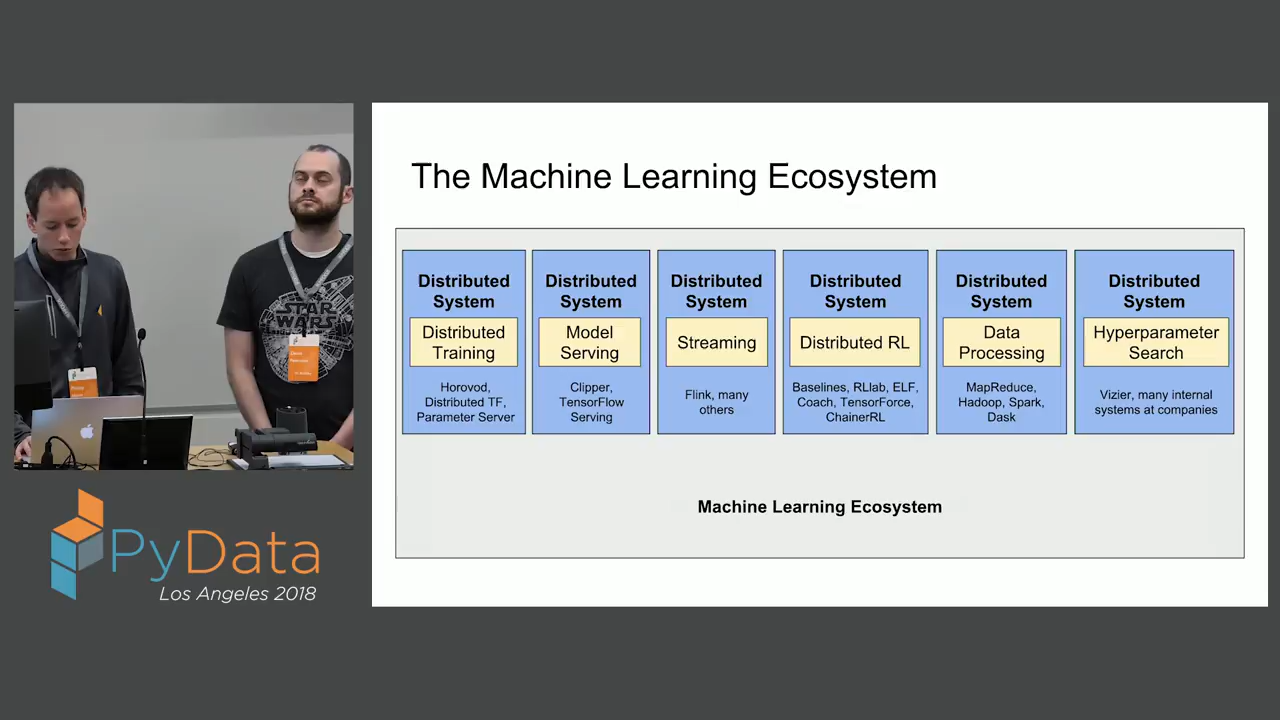 The Machine Learning Ecosystem
Distributed
System
Distributed
Training
Horovod,
Distributed TF,
Parameter Server
Distributed
System
Model
Serving
Clipper,
TensorFlow
Serving
Distributed
System
Streaming
Flink, many
others
Distributed
System
Distributed RL
Baselines, RLlab, ELF,
Coach, TensorForce,
ChainerRL
Distributed
System
Data
Processing
MapReduce,
Hadoop, Spark,
Dask
Distributed
System
Hyperparameter
Search
Vizier, many internal
systems at companies
Machine Learning Ecosystem
STAR
WARS
PyData
Los Angeles 2018